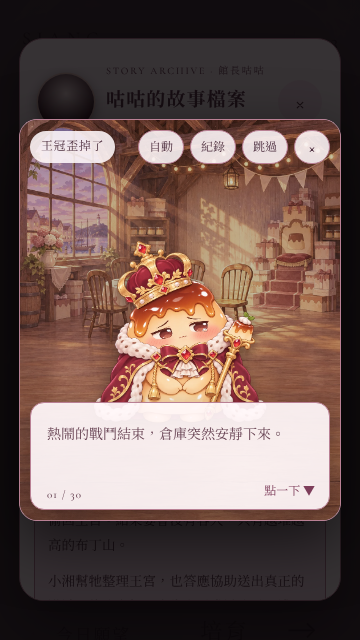 STORY ARCHIVE · 館長咕咕
咕咕的故事檔案
×
王冠歪掉了
自動
紀錄
跳過
×
熱鬧的戰鬥結束，倉庫突然安靜下來。
01 / 30
點一下▼
高的布丁山。
小湘幫牠整理王宮，也答應協助送出真正的